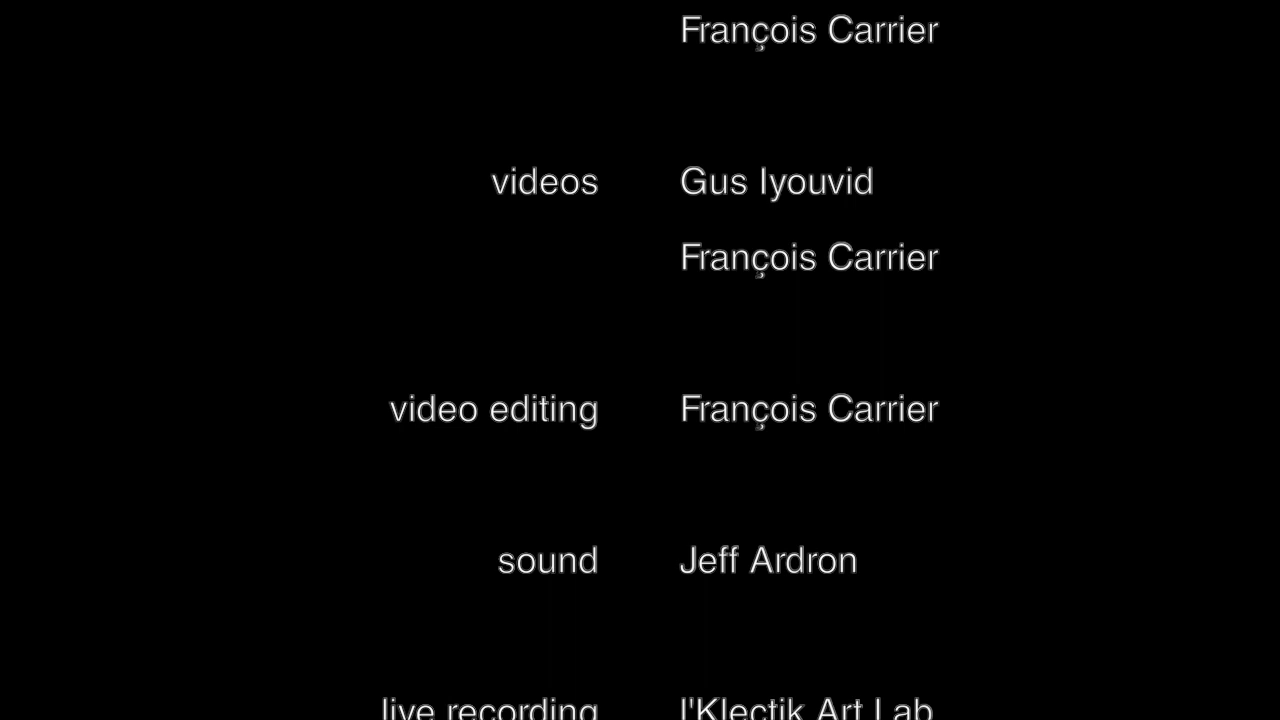 François Carrier
videos Gus Iyouvid
François Carrier
video editing François Carrier
sound Jeff Ardron
live recording I'Klectik Art Lab